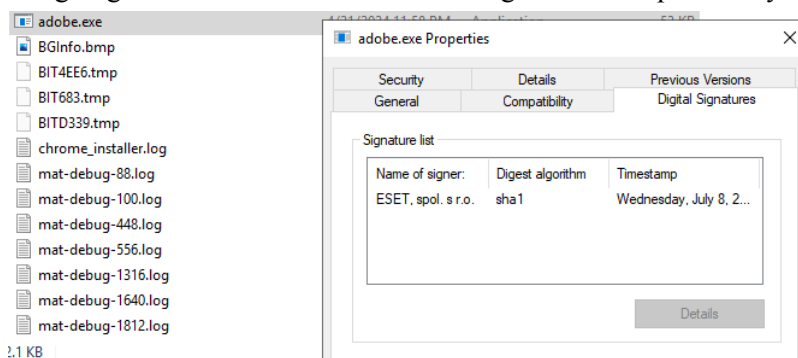 adobe.exe
BGInfo.bmp
BIT4EE6.tmp
BIT683.tmp
BITD339.tmp
chrome_installer.log
mat-debug-88.log
mat-debug-100.log
mat-debug-448.log
mat-debug-556.log
mat-debug-1316.log
mat-debug-1640.log
mat-debug-1812.log
2.1 KB
adobe.exe Properties
Security Details Previous Versions
General Compatibility Digital Signatures
Signature list
Name of signer: Digest algorithm Timestamp
ESET, spol. s r.o. sha1 Wednesday, July 8, 2...
Details